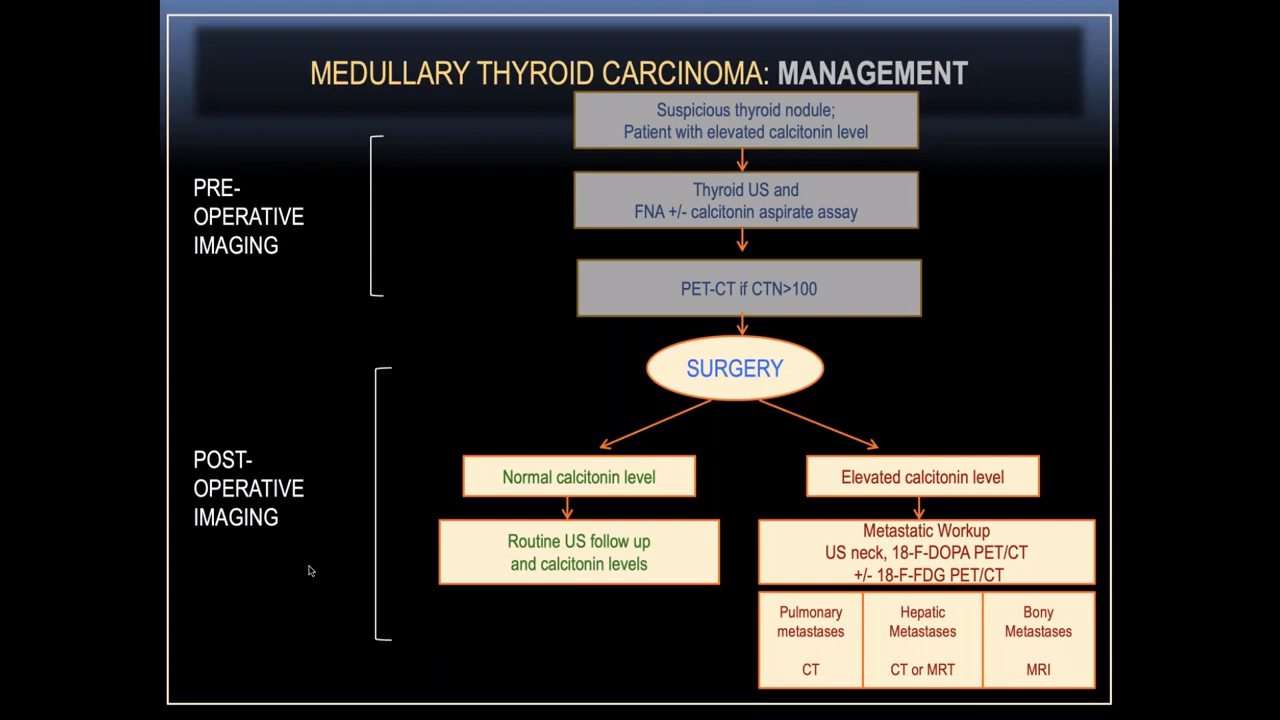 MEDULLARY THYROID CARCINOMA: MANAGEMENT
Suspicious thyroid nodule;
Patient with elevated calcitonin level
PRE-
OPERATIVE
IMAGING
Thyroid US and
FNA +/- calcitonin aspirate assay
PET-CT if CTN>100
SURGERY
POST-
OPERATIVE
IMAGING
Normal calcitonin level
Routine US follow up
and calcitonin levels
Elevated calcitonin level
Metastatic Workup
US neck, 18-F-DOPA PET/CT
+/- 18-F-FDG PET/CT
Pulmonary
metastases
CT
Hepatic
Metastases
CT or MRT
Bony
Metastases
MRI